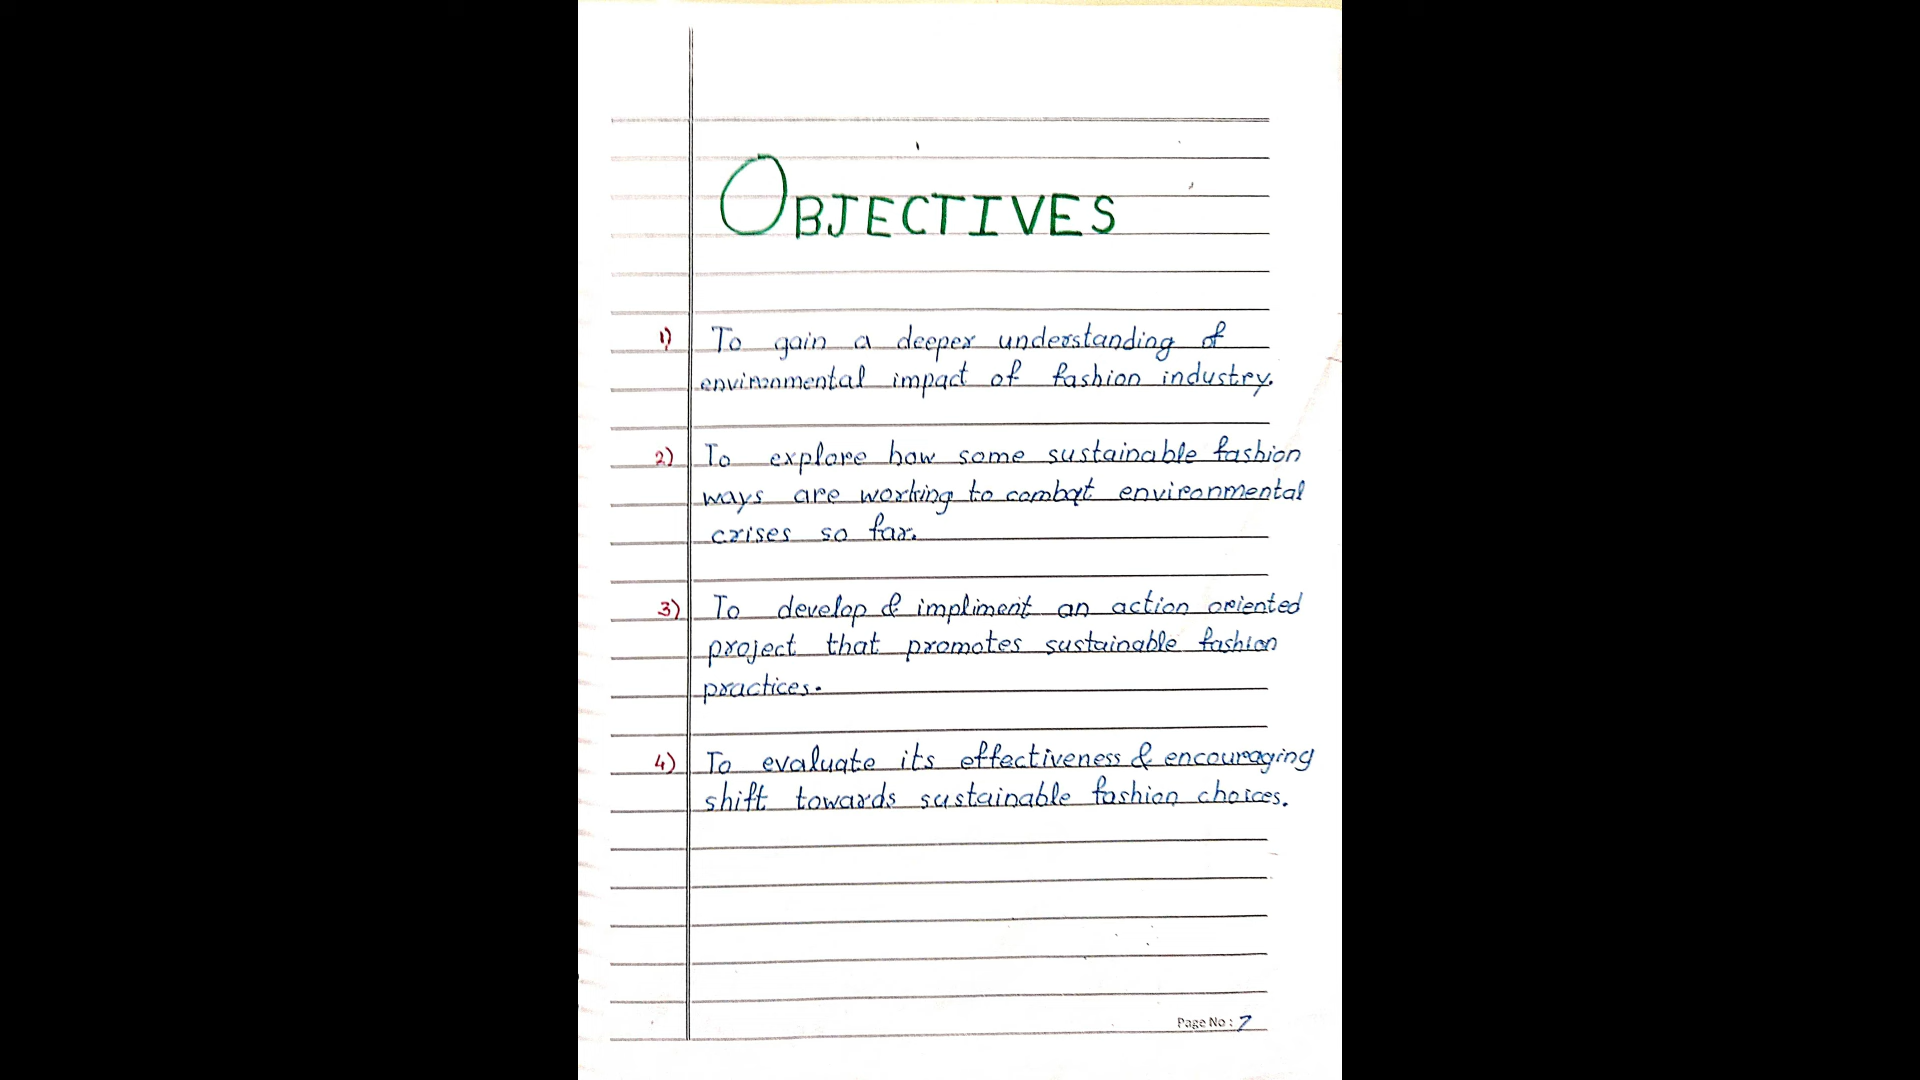 OBJECTIVES
1) To gain a deeper understanding of
environmental impact of fashion industry.
2) To explore how some sustainable fashion
ways are working to combat environmental
crises so far.
3) To develop & impliment an action oriented
project that promotes sustainable fashion
practices.
4) To evaluate its effectiveness & encouraging
shift towards sustainable fashion choices.
Page No : 7